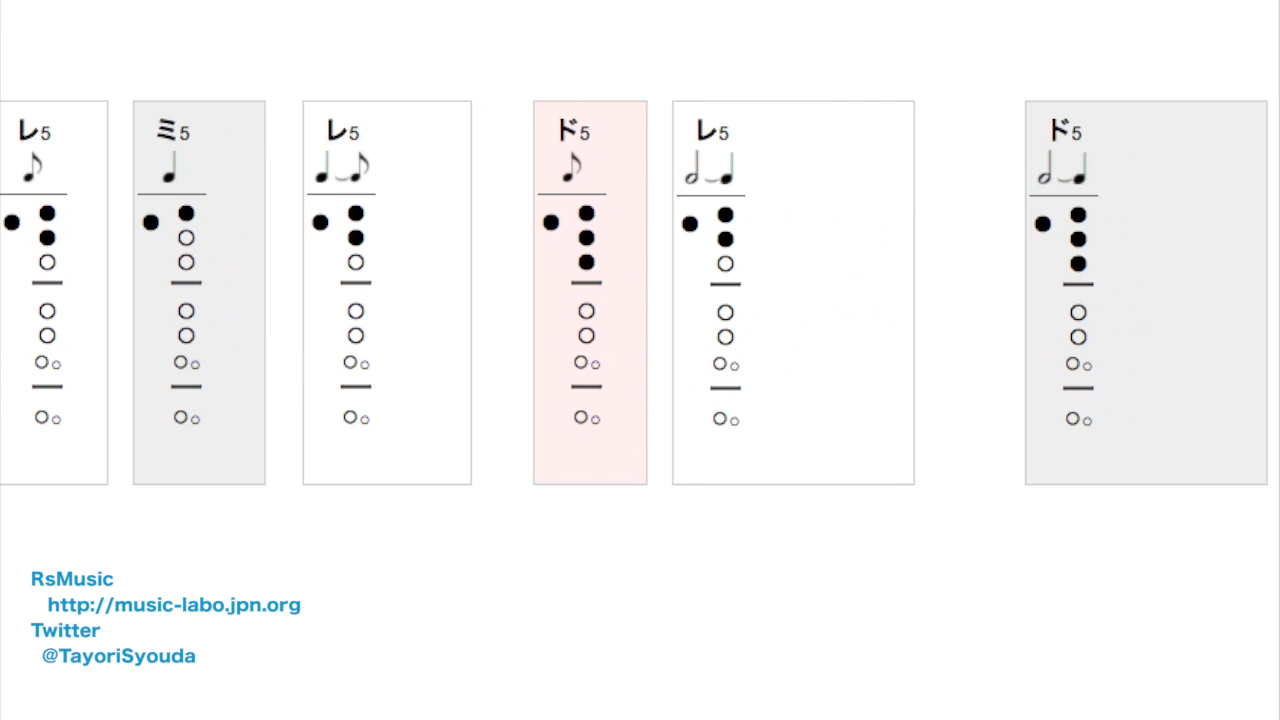 レ5 ミ5 レ5 ド5 レ5 ド5
RsMusic
http://music-labo.jpn.org
Twitter
@TayoriSyouda